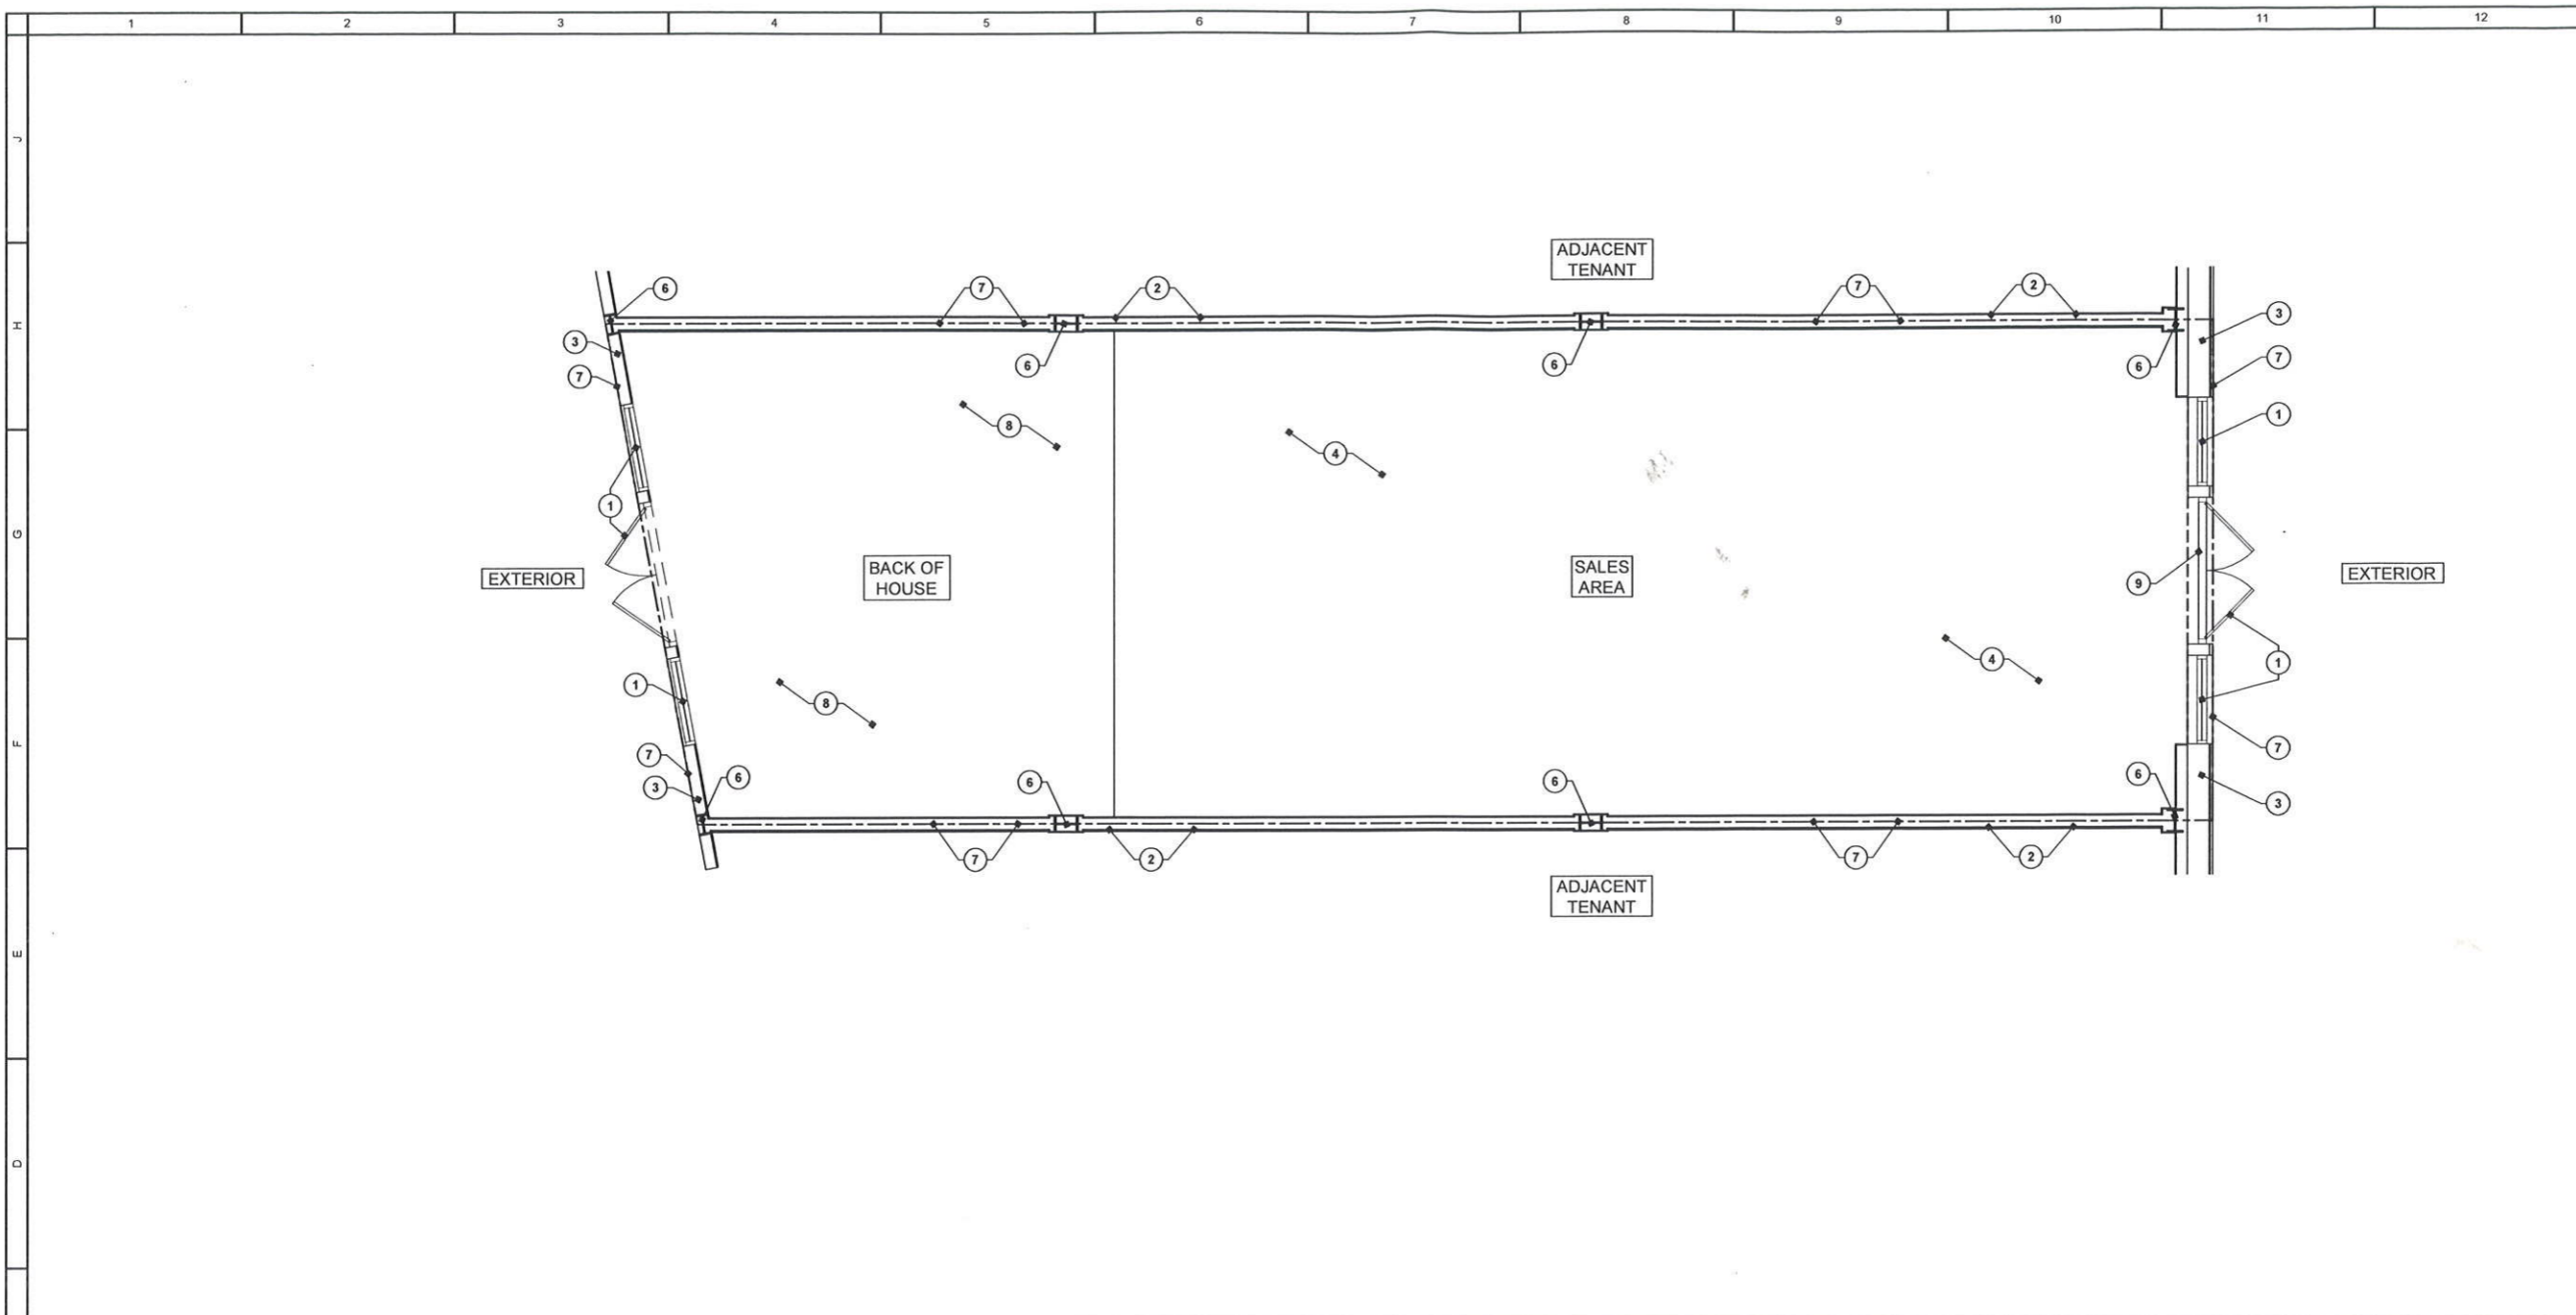 1 2 3 4 5 6 7 8 9 10 11 12
J
ADJACENT
TENANT
6 7 2 7 2
H
3 6 6 6 3
7 7
1
8
4
G
1
EXTERIOR
BACK OF
HOUSE
SALES
AREA
9
EXTERIOR
4 1
1
8
F
7 7
3 6 6 6 6 3
7 2 7 2
ADJACENT
TENANT
E
D